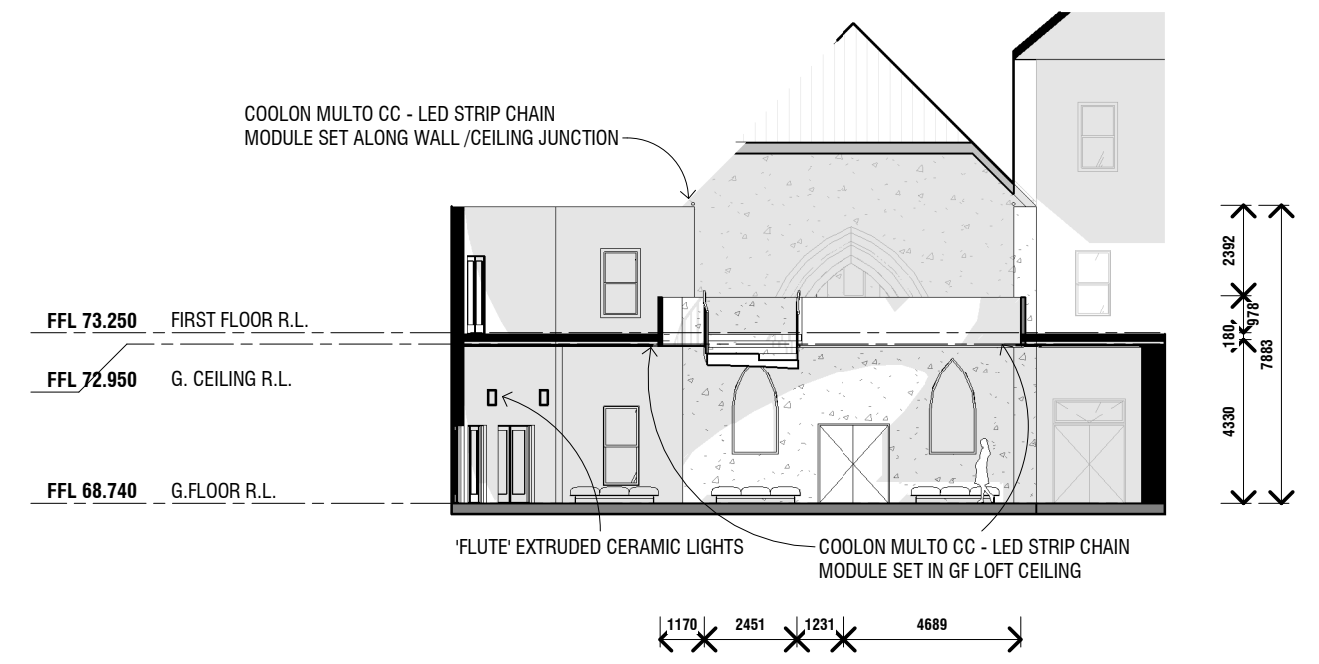 COOLON MULTO CC - LED STRIP CHAIN
MODULE SET ALONG WALL /CEILING JUNCTION
2392
978
180,
7883
4330
FFL 73.250 FIRST FLOOR R.L.
FFL 72.950 G. CEILING R.L.
FFL 68.740 G.FLOOR R.L.
'FLUTE' EXTRUDED CERAMIC LIGHTS
COOLON MULTO CC - LED STRIP CHAIN
MODULE SET IN GF LOFT CEILING
1170 2451 1231 4689